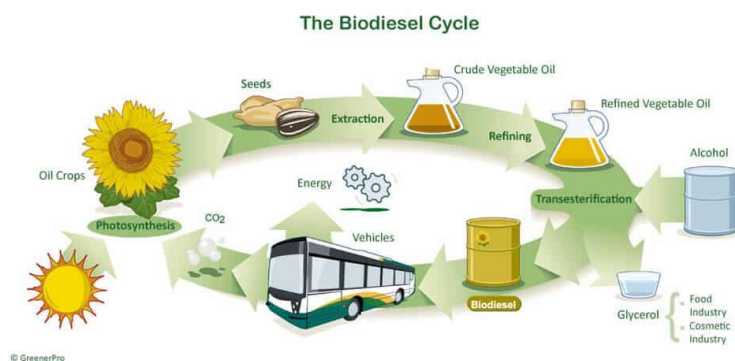 The Biodiesel Cycle
Crude Vegetable Oil
Seeds
Refined Vegetable Oil
Extraction
Refining
Alcohol
Oil Crops
Energy
Transesterification
Photosynthesis
CO2
Vehicles
Biodiesel
Glycerol
Food
Industry
Cosmetic
Industry
© GreenerPro